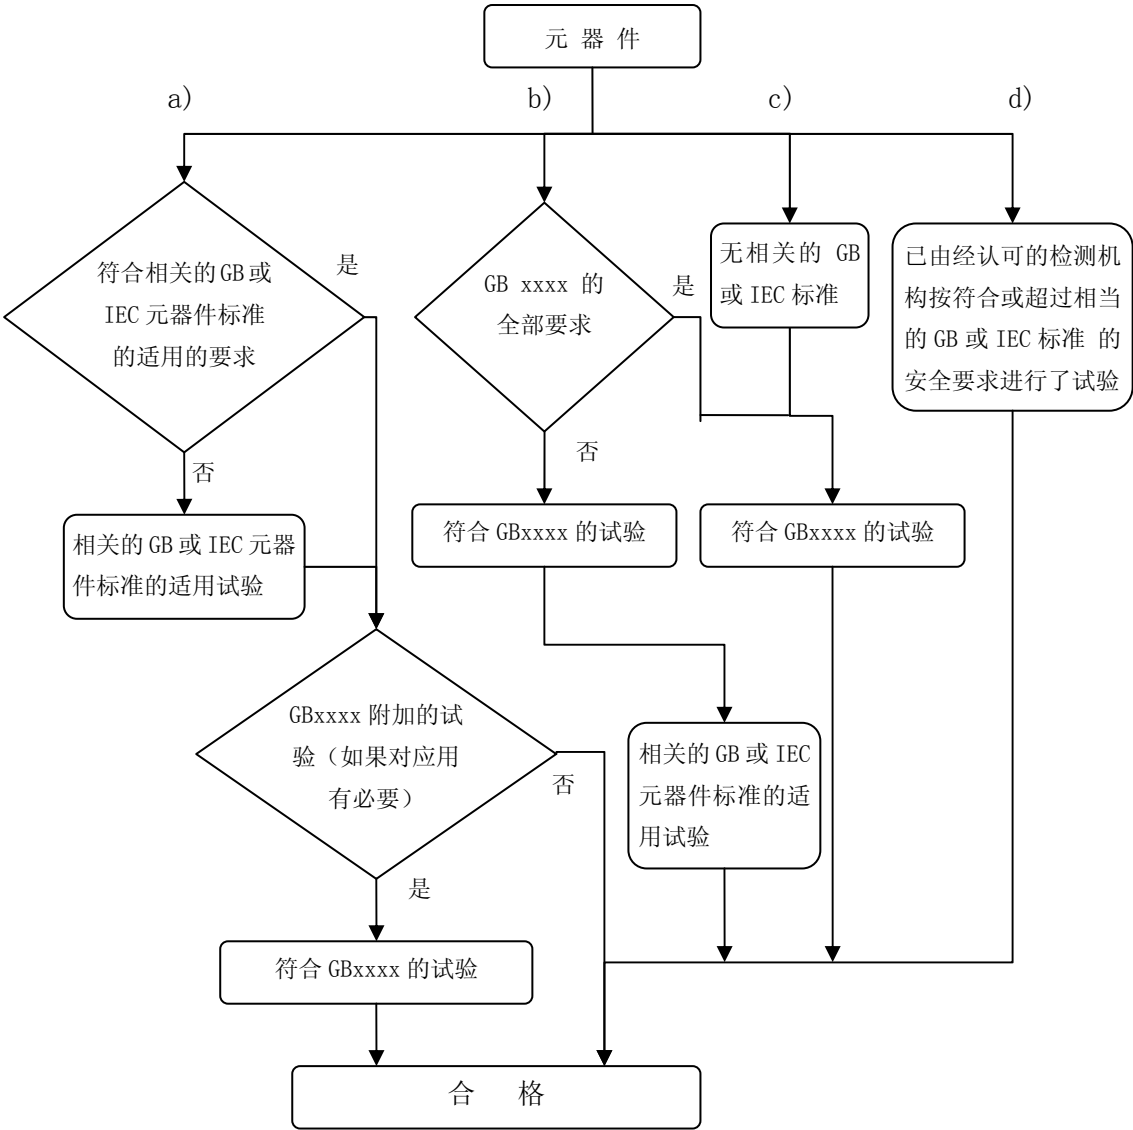 元 器 件
a)
b)
c)
d)
符合相关的 GB 或
IEC 元器件标准
的适用的要求
是
否
相关的 GB 或 IEC 元器
件标准的适用试验
GBxxxx 附加的试
验（如果对应用
有必要）
否
是
符合 GBxxxx 的试验
GB xxxx 的
全部要求
是
否
符合 GBxxxx 的试验
相关的 GB 或 IEC
元器件标准的适
用试验
无相关的 GB
或 IEC 标准
符合 GBxxxx 的试验
已由经认可的检测机
构按符合或超过相当
的 GB 或 IEC 标准 的
安全要求进行了试验
合 格